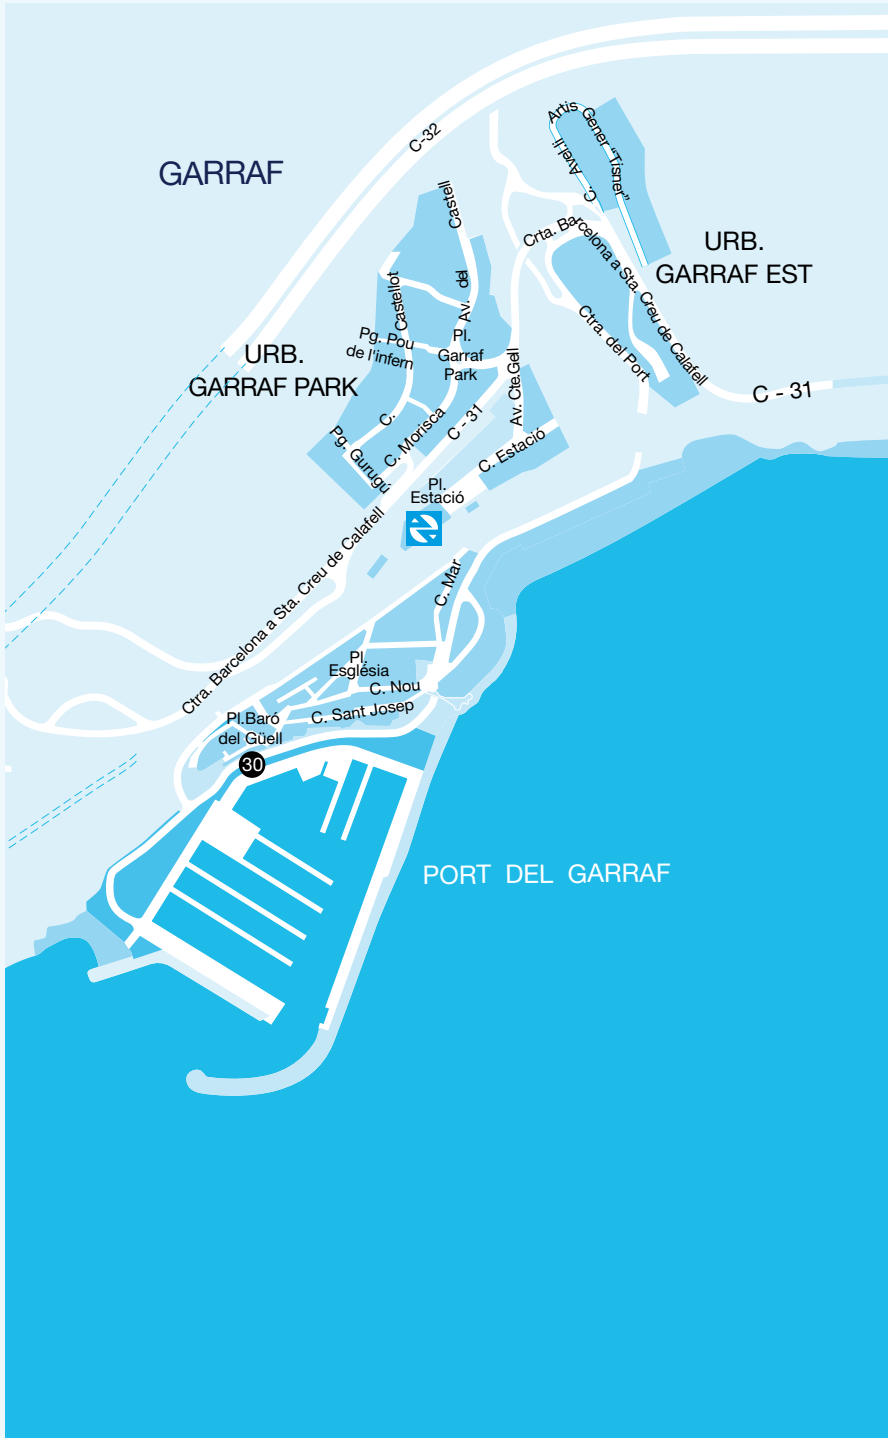 C-32
GARRAF
Artis Gener "Tisner"
C. Avel.lí
Castell
Av. del
Crta. Barcelona a Sta. Creu de Calafell
URB.
GARRAF EST
Castellot
C.
Ctra. del Port
Pg. Pou
de l'infern
Pl.
Garraf
Park
URB.
GARRAF PARK
Av. Cte.Gell
C - 31
C - 31
C. Morisca
Pg. Gurugú
C. Estació
Pl.
Estació
Ctra. Barcelona a Sta. Creu de Calafell
C. Mar
Pl.
Església
C. Nou
C. Sant Josep
Pl.Baró
del Güell
30
PORT DEL GARRAF